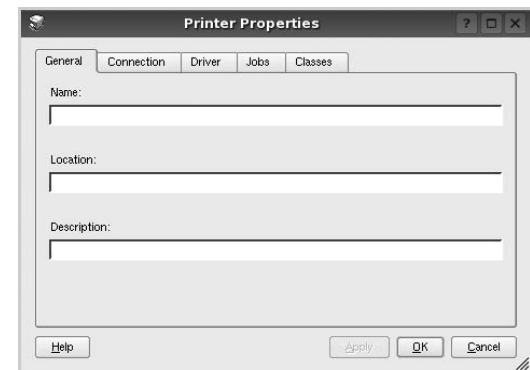 Printer Properties
General Connection Driver Jobs Classes
Name:
Location:
Description:
Help Apply OK Cancel